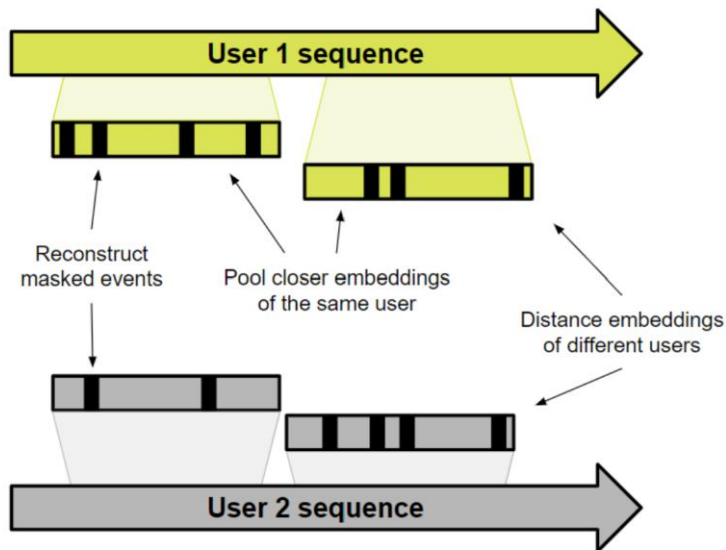 User 1 sequence
Reconstruct
masked events
Pool closer embeddings
of the same user
Distance embeddings
of different users
User 2 sequence